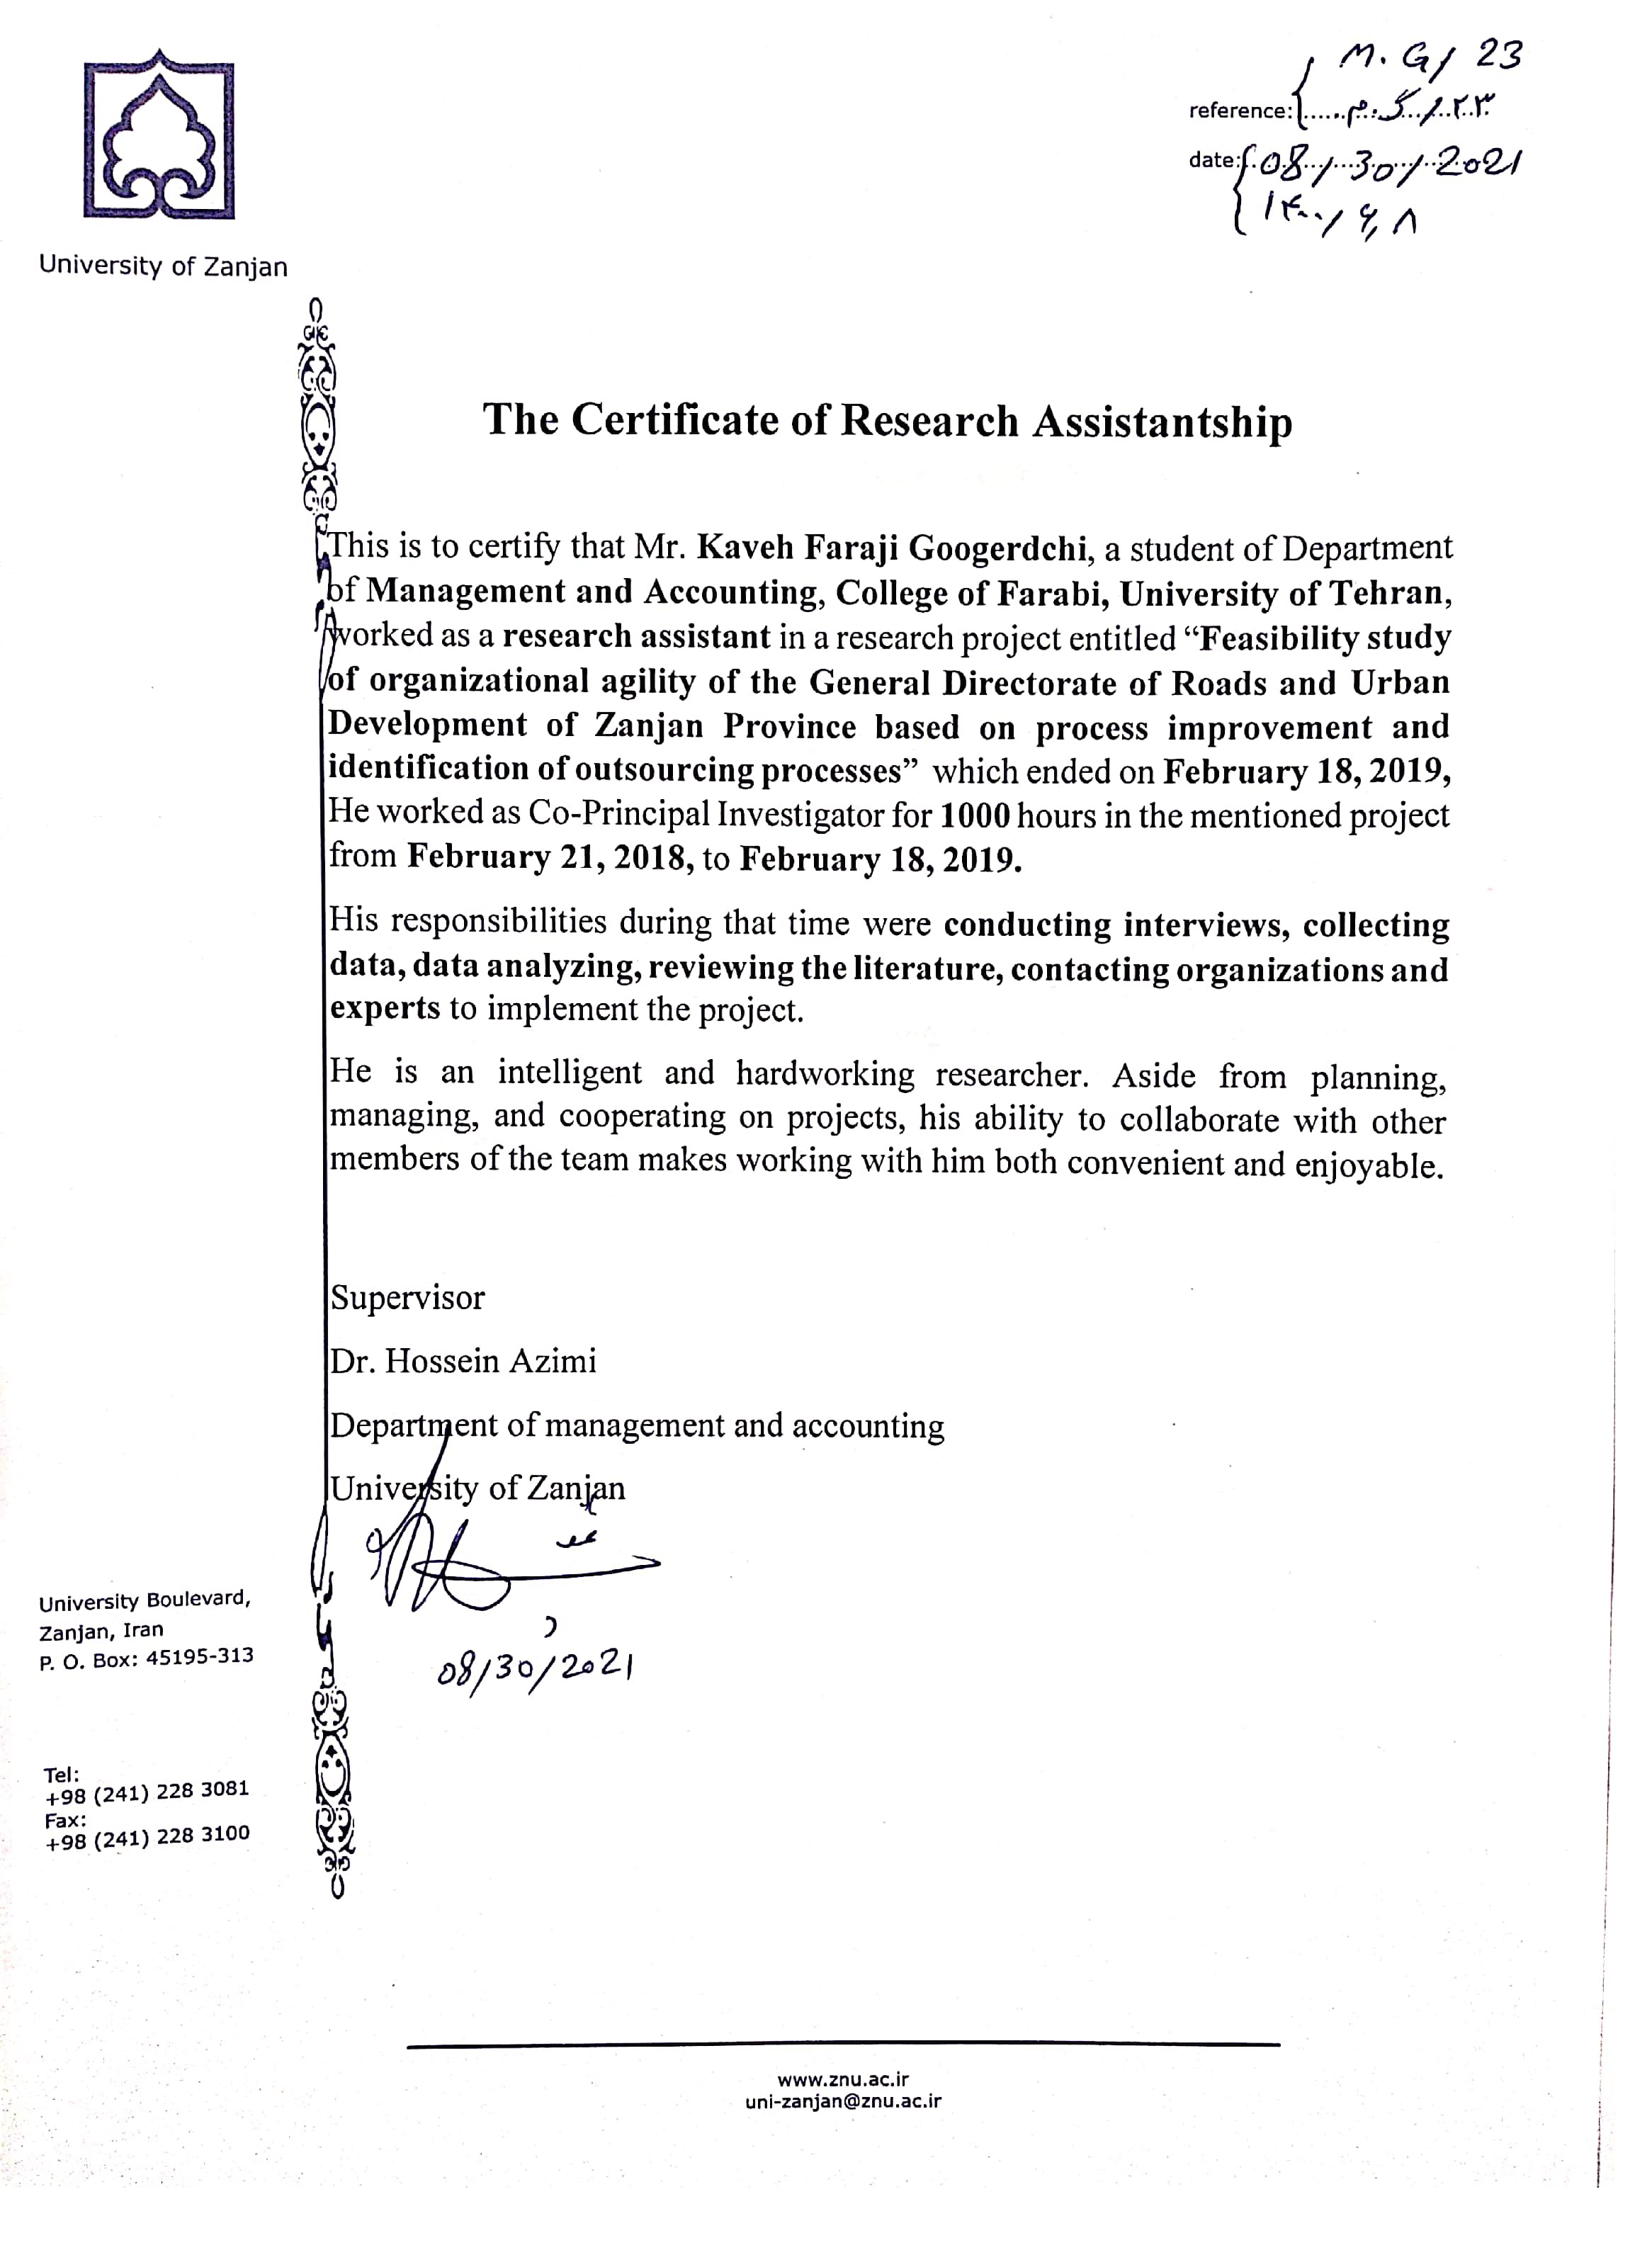 M. G/ 23
reference: ......م.گ/۲۳
date: 08/30/2021
۱۴۰۰/۶/۸
University of Zanjan
The Certificate of Research Assistantship
This is to certify that Mr. Kaveh Faraji Googerdchi, a student of Department
of Management and Accounting, College of Farabi, University of Tehran,
worked as a research assistant in a research project entitled “Feasibility study
of organizational agility of the General Directorate of Roads and Urban
Development of Zanjan Province based on process improvement and
identification of outsourcing processes” which ended on February 18, 2019,
He worked as Co-Principal Investigator for 1000 hours in the mentioned project
from February 21, 2018, to February 18, 2019.
His responsibilities during that time were conducting interviews, collecting
data, data analyzing, reviewing the literature, contacting organizations and
experts to implement the project.
He is an intelligent and hardworking researcher. Aside from planning,
managing, and cooperating on projects, his ability to collaborate with other
members of the team makes working with him both convenient and enjoyable.
Supervisor
Dr. Hossein Azimi
Department of management and accounting
University of Zanjan
08/30/2021
University Boulevard,
Zanjan, Iran
P. O. Box: 45195-313
Tel:
+98 (241) 228 3081
Fax:
+98 (241) 228 3100
www.znu.ac.ir
uni-zanjan@znu.ac.ir